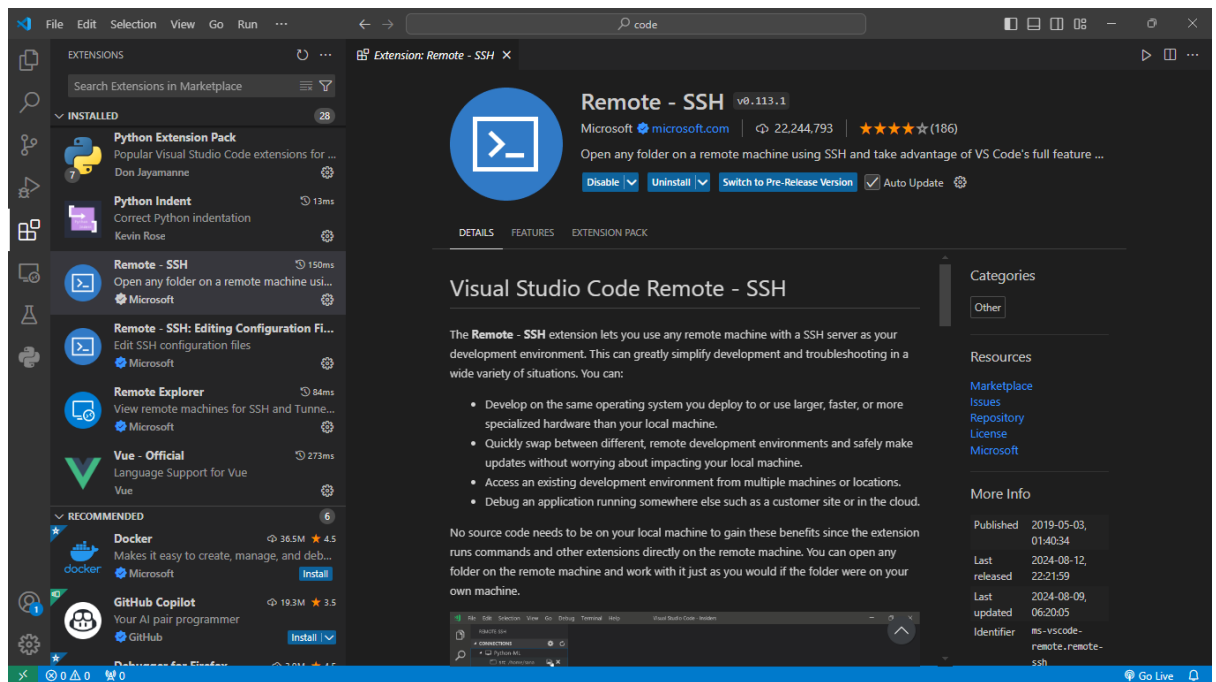 File Edit Selection View Go Run ···
code
EXTENSIONS
Search Extensions in Marketplace
INSTALLED 28
Python Extension Pack
Popular Visual Studio Code extensions for ...
Don Jayamanne
7
Python Indent 13ms
Correct Python indentation
Kevin Rose
Remote - SSH 150ms
Open any folder on a remote machine usi...
Microsoft
Remote - SSH: Editing Configuration Fi...
Edit SSH configuration files
Microsoft
Remote Explorer 84ms
View remote machines for SSH and Tunne...
Microsoft
Vue - Official 273ms
Language Support for Vue
Vue
RECOMMENDED 6
Docker 36.5M ★ 4.5
Makes it easy to create, manage, and deb...
docker
Microsoft Install
GitHub Copilot 19.3M ★ 3.5
Your AI pair programmer
GitHub Install
1
Extension: Remote - SSH
Remote - SSH v0.113.1
Microsoft microsoft.com 22,244,793 ★★★★☆ (186)
Open any folder on a remote machine using SSH and take advantage of VS Code's full feature ...
Disable Uninstall Switch to Pre-Release Version Auto Update
DETAILS FEATURES EXTENSION PACK
Visual Studio Code Remote - SSH
The Remote - SSH extension lets you use any remote machine with a SSH server as your
development environment. This can greatly simplify development and troubleshooting in a
wide variety of situations. You can:
• Develop on the same operating system you deploy to or use larger, faster, or more
specialized hardware than your local machine.
• Quickly swap between different, remote development environments and safely make
updates without worrying about impacting your local machine.
• Access an existing development environment from multiple machines or locations.
• Debug an application running somewhere else such as a customer site or in the cloud.
No source code needs to be on your local machine to gain these benefits since the extension
runs commands and other extensions directly on the remote machine. You can open any
folder on the remote machine and work with it just as you would if the folder were on your
own machine.
File Edit Selection View Go Debug Terminal Help
REMOTE SSH
CONNECTIONS
Categories
Other
Resources
Marketplace
Issues
Repository
License
Microsoft
More Info
Published 2019-05-03,
01:40:34
Last 2024-08-12,
released 22:21:59
Last 2024-08-09,
updated 06:20:05
Identifier ms-vscode-
remote.remote-
ssh
0 0 0
Go Live